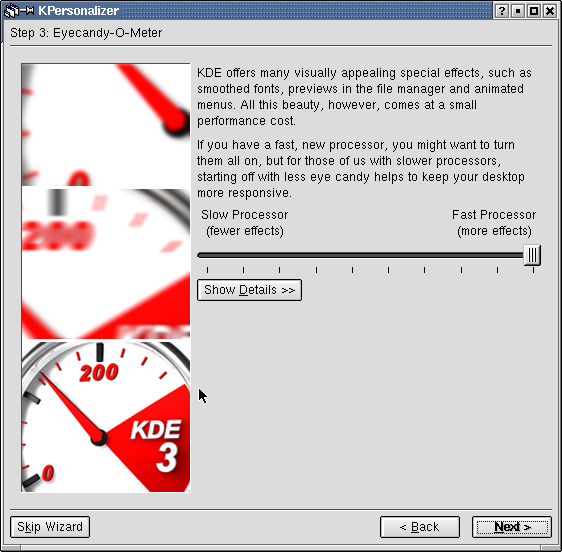 KPersonalizer
Step 3: Eyecandy-O-Meter
KDE offers many visually appealing special effects, such as
smoothed fonts, previews in the file manager and animated
menus. All this beauty, however, comes at a small
performance cost.
If you have a fast, new processor, you might want to turn
them all on, but for those of us with slower processors,
starting off with less eye candy helps to keep your desktop
more responsive.
Slow Processor
(fewer effects)
Fast Processor
(more effects)
Show Details >>
0
200
KDE
200
KDE
3
0
Skip Wizard
< Back
Next >